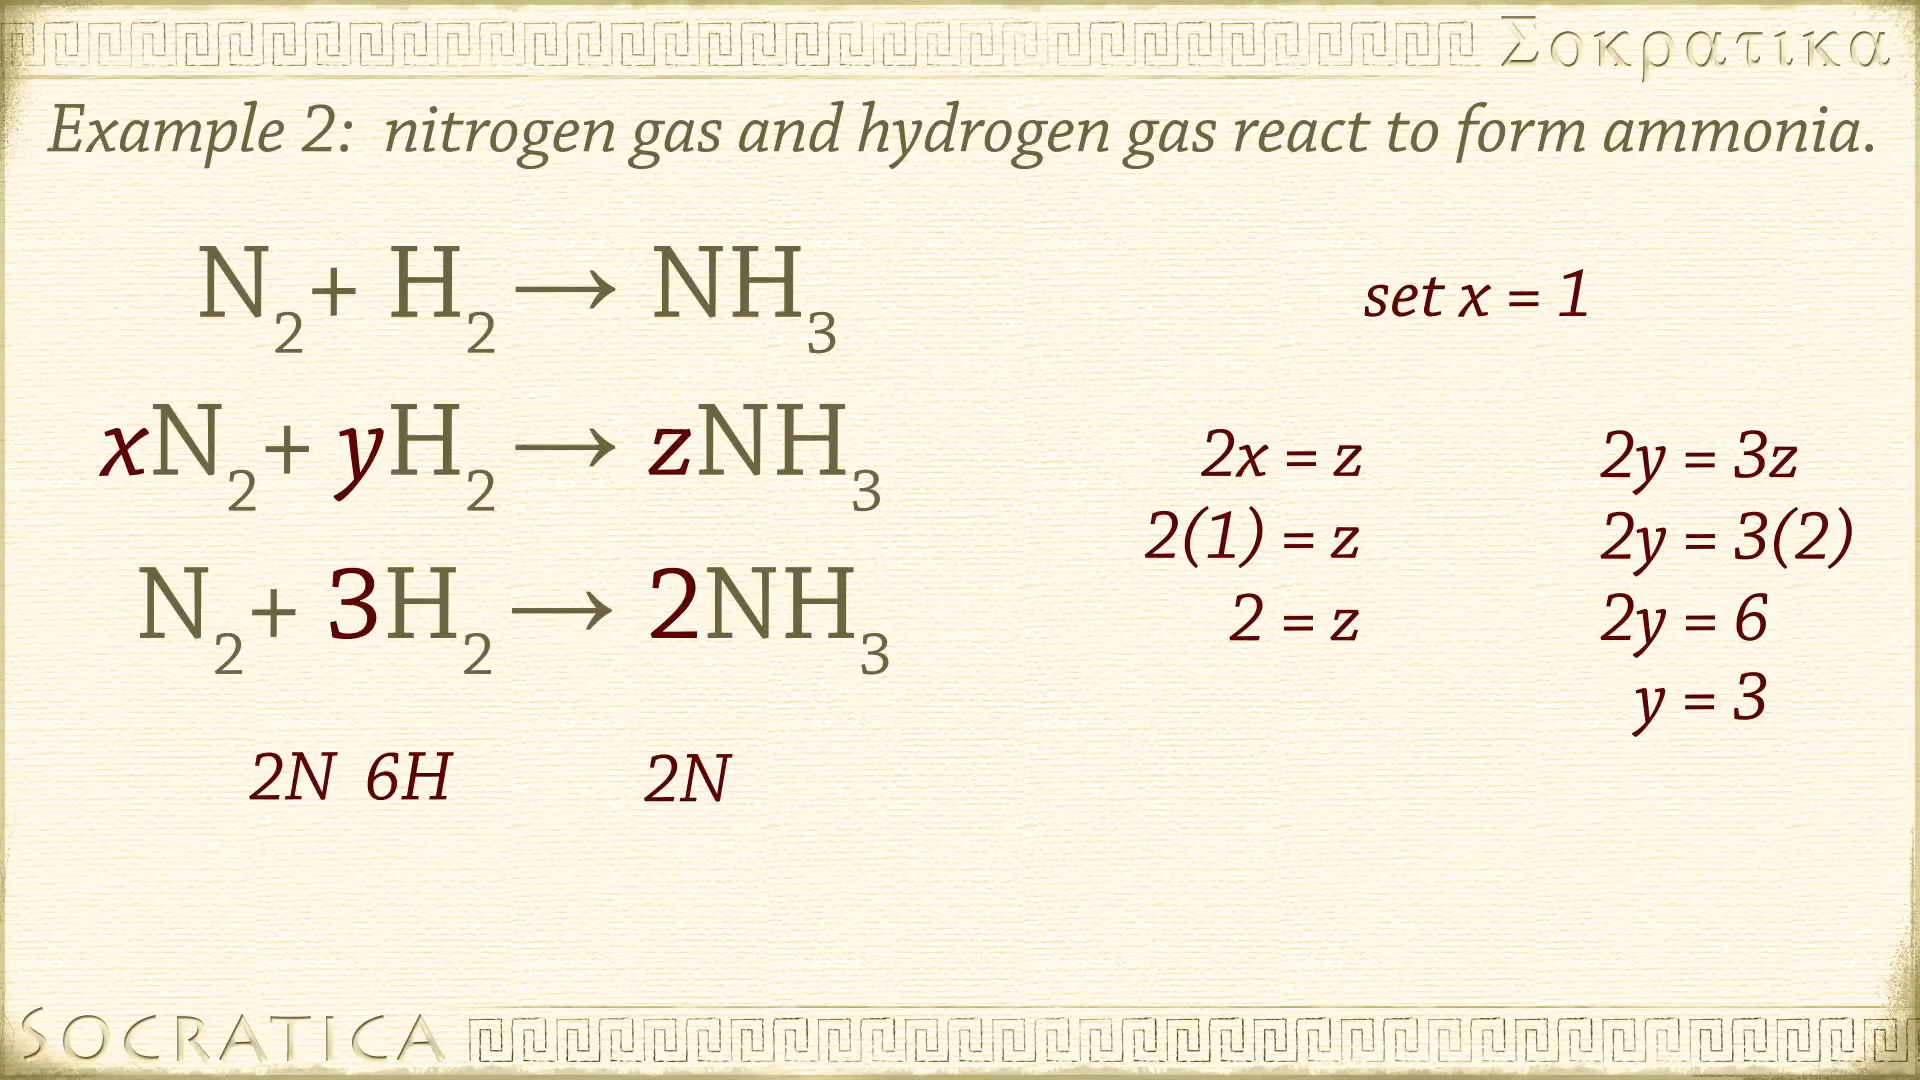 Σοκρατικα
Example 2: nitrogen gas and hydrogen gas react to form ammonia.
N₂ + H₂ → NH₃
set x = 1
xN₂ + yH₂ → zNH₃
N₂ + 3H₂ → 2NH₃
2N 6H 2N
2x = z
2(1) = z
2 = z
2y = 3z
2y = 3(2)
2y = 6
y = 3
SOCRATICA